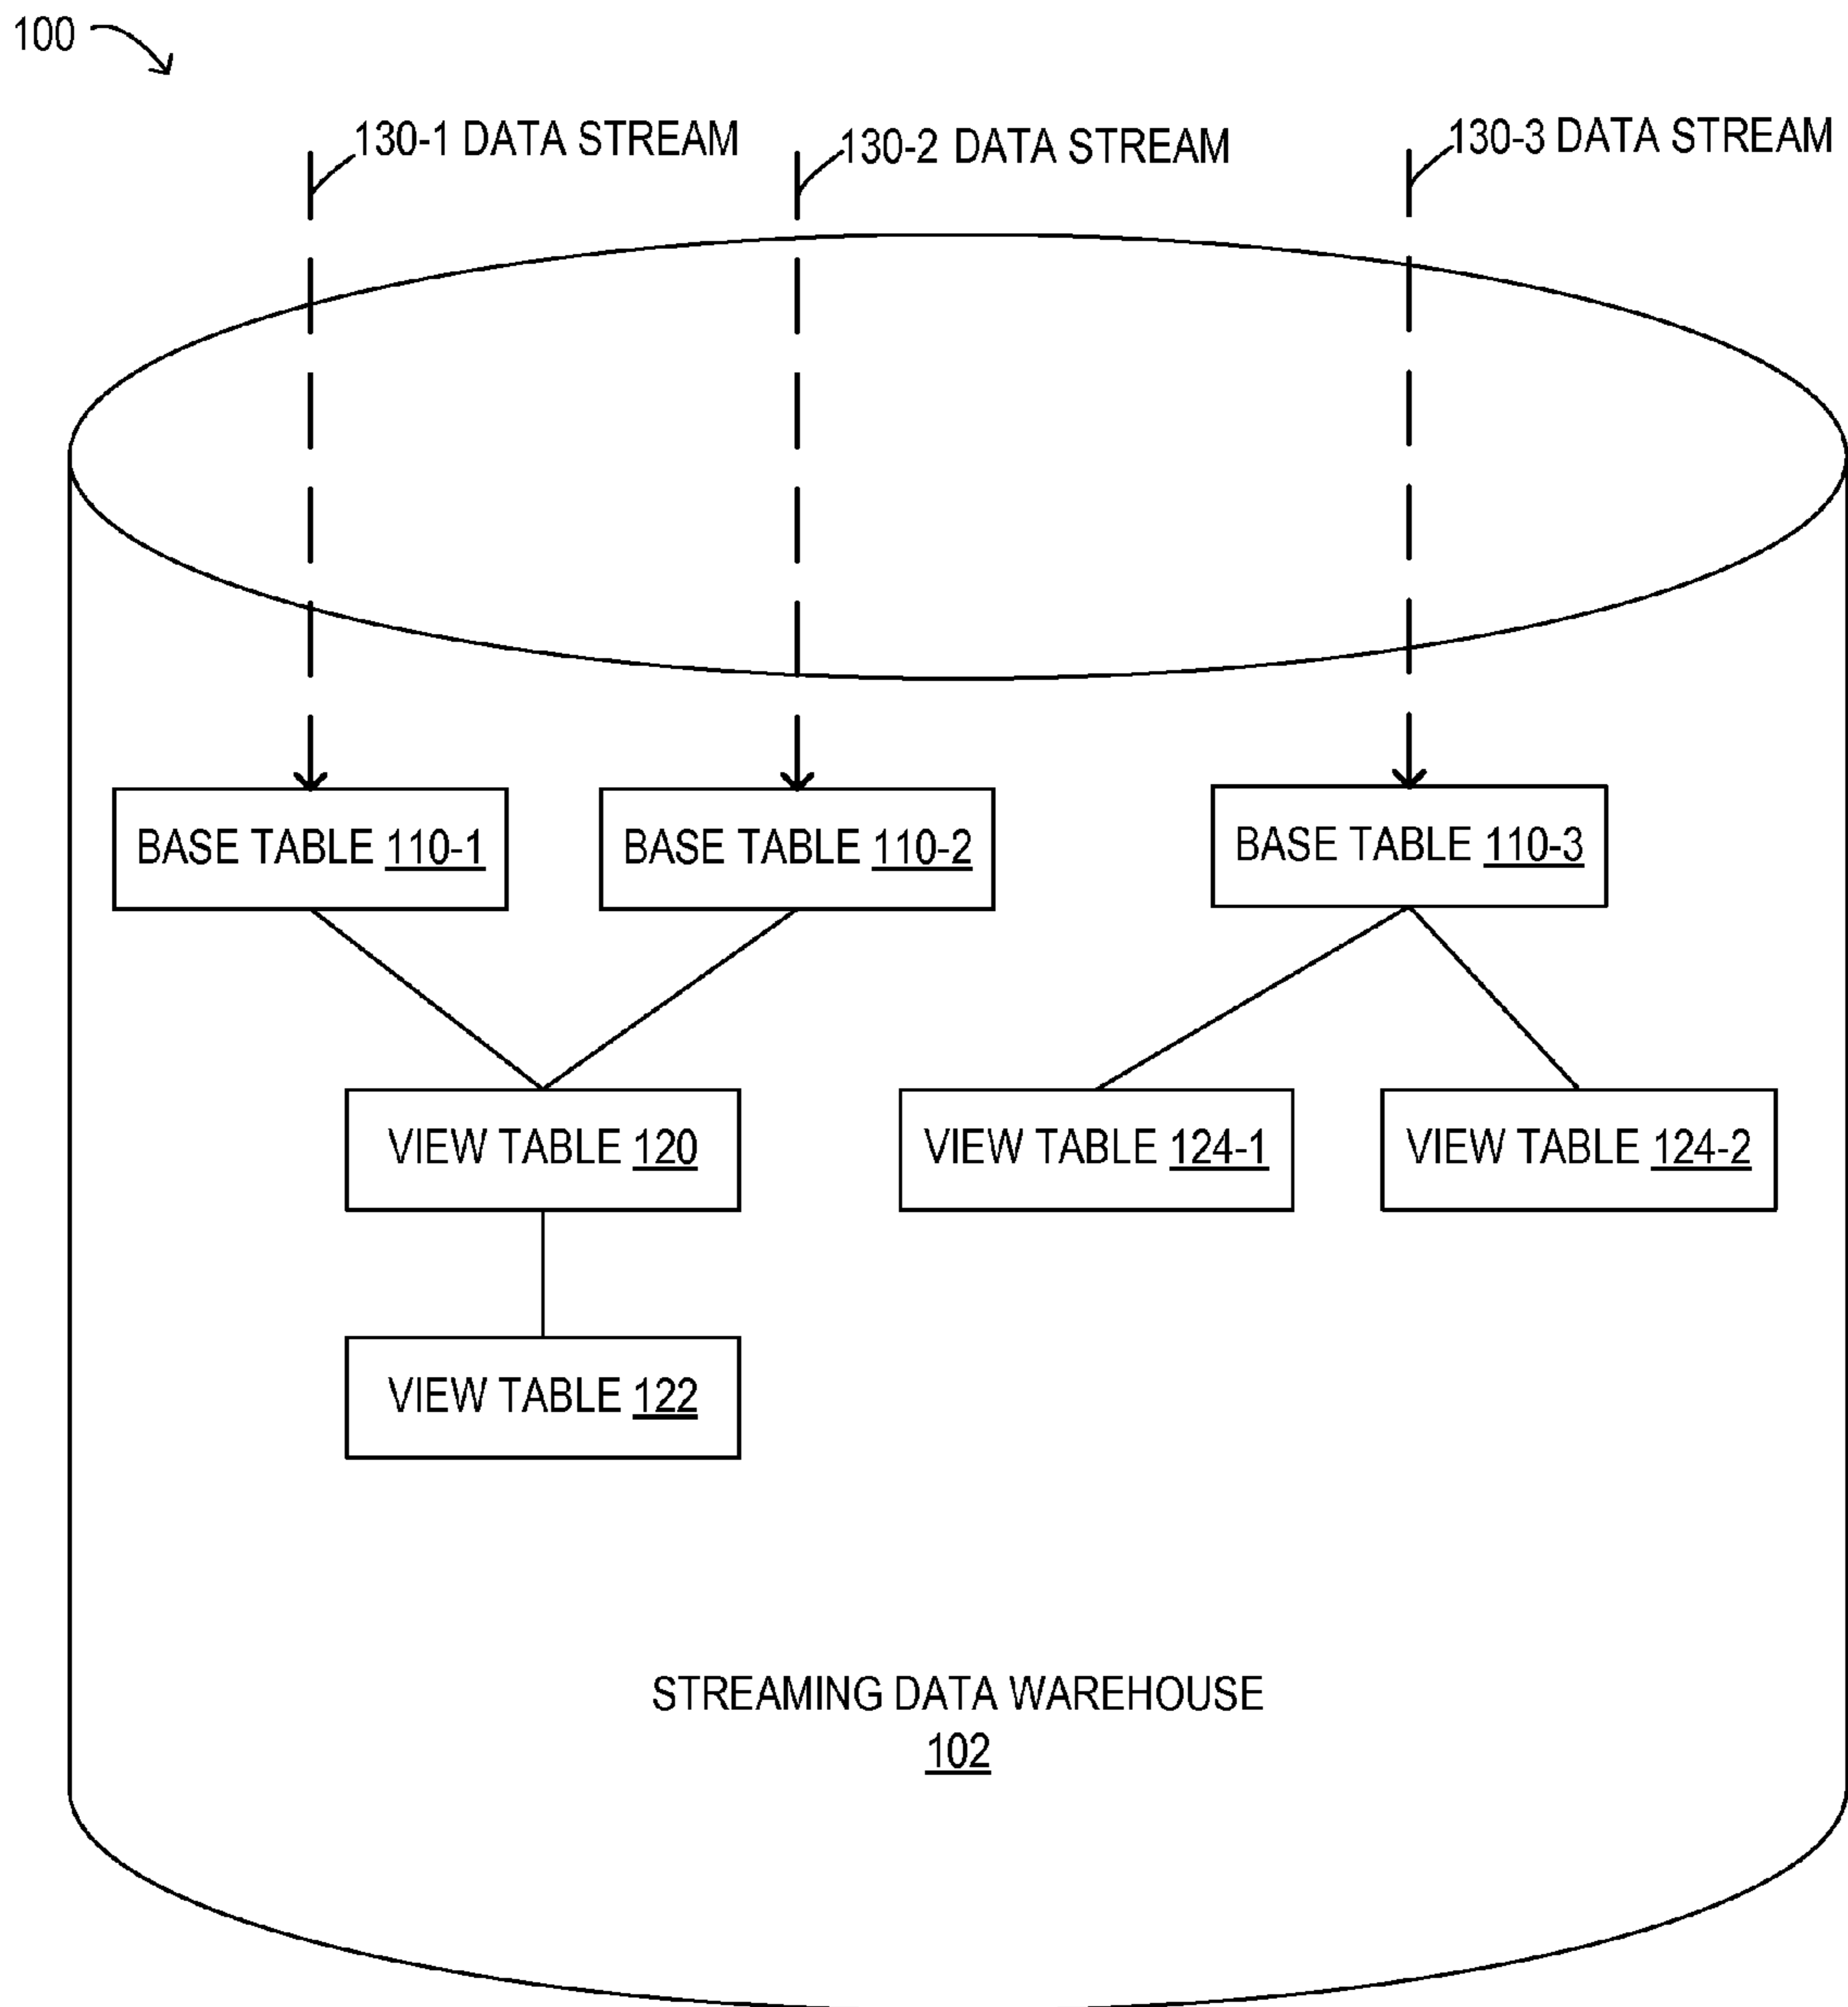 100
130-1 DATA STREAM
130-2 DATA STREAM
130-3 DATA STREAM
BASE TABLE 110-1
BASE TABLE 110-2
BASE TABLE 110-3
VIEW TABLE 120
VIEW TABLE 124-1
VIEW TABLE 124-2
VIEW TABLE 122
STREAMING DATA WAREHOUSE
102